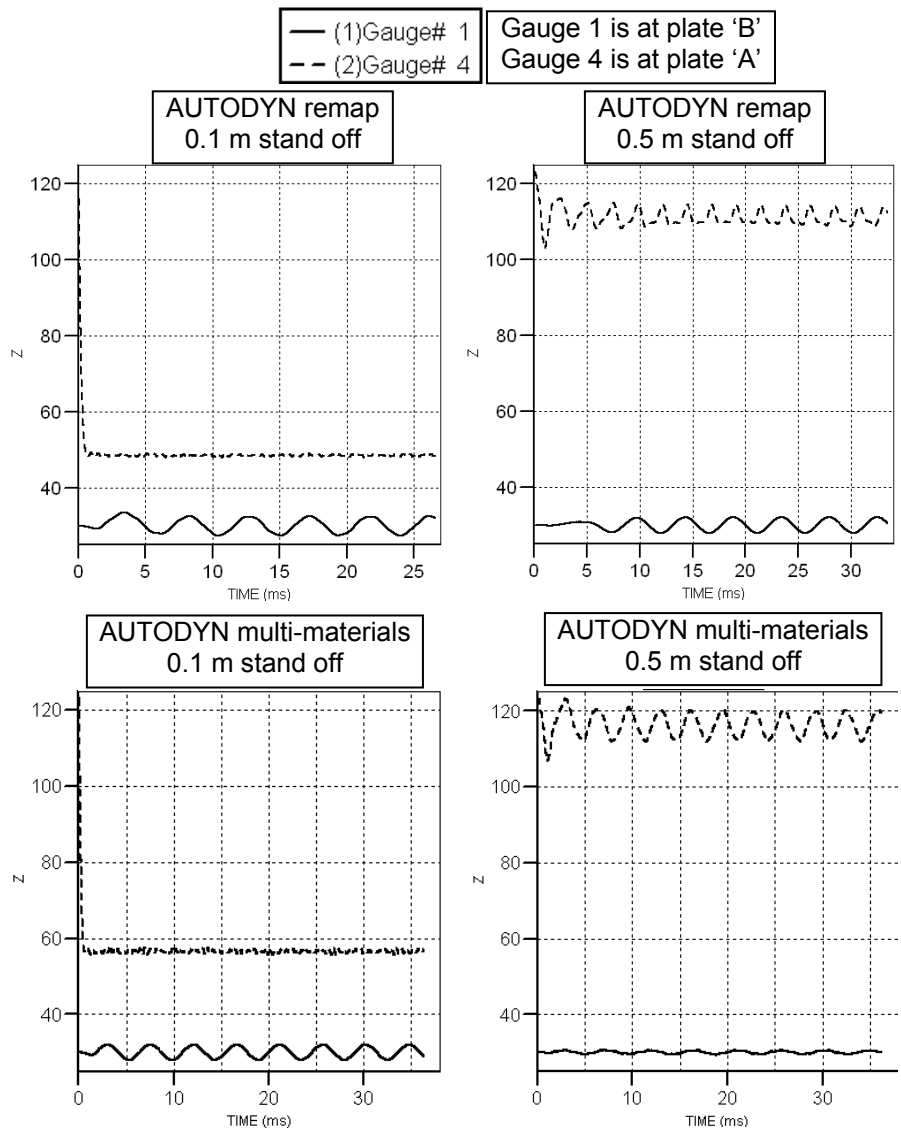 (1)Gauge# 1
(2)Gauge# 4
Gauge 1 is at plate ‘B’
Gauge 4 is at plate ‘A’
AUTODYN remap
0.1 m stand off
120
100
80
60
40
Z
0 5 10 15 20 25
TIME (ms)
AUTODYN remap
0.5 m stand off
120
100
80
60
40
Z
0 5 10 15 20 25 30
TIME (ms)
AUTODYN multi-materials
0.1 m stand off
120
100
80
60
40
Z
0 10 20 30
TIME (ms)
AUTODYN multi-materials
0.5 m stand off
120
100
80
60
40
Z
0 10 20 30
TIME (ms)